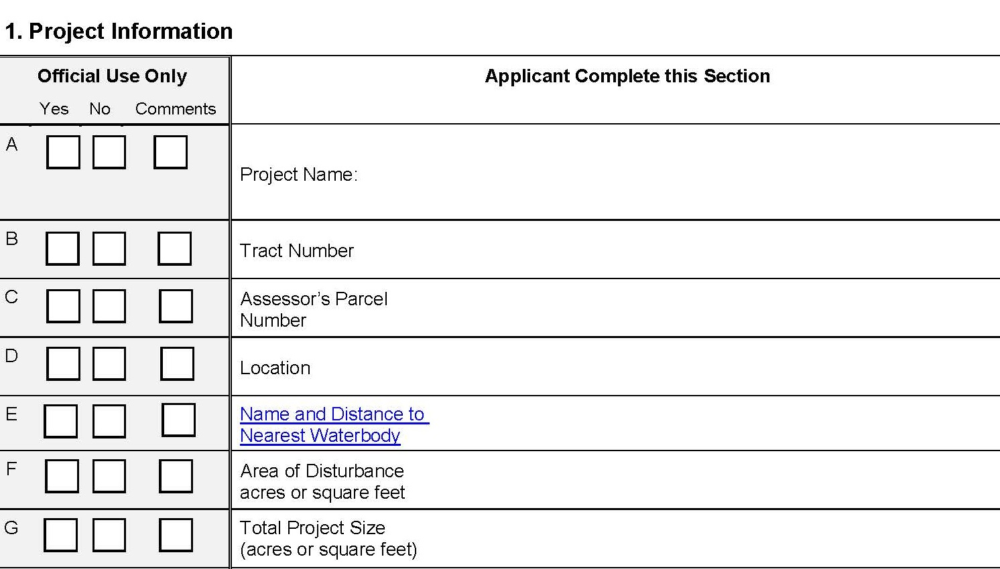 1. Project Information
Official Use Only
Applicant Complete this Section
Yes No Comments
A
Project Name:
B
Tract Number
C
Assessor’s Parcel
Number
D
Location
E
Name and Distance to
Nearest Waterbody
F
Area of Disturbance
acres or square feet
G
Total Project Size
(acres or square feet)